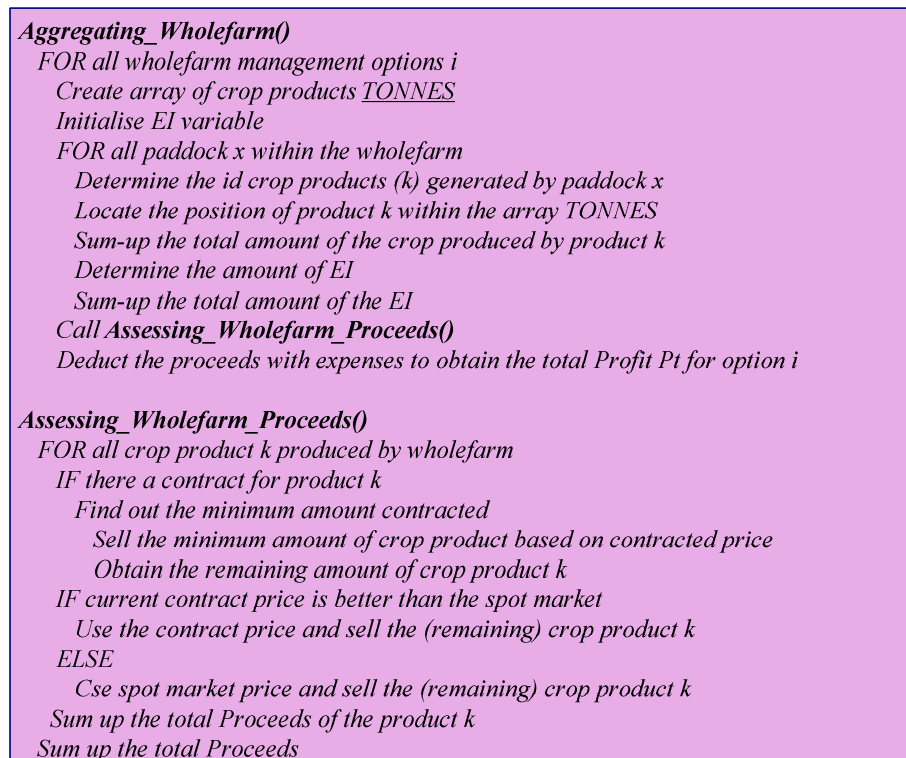 Aggregating_Wholefarm()
FOR all wholefarm management options i
Create array of crop products TONNES
Initialise EI variable
FOR all paddock x within the wholefarm
Determine the id crop products (k) generated by paddock x
Locate the position of product k within the array TONNES
Sum-up the total amount of the crop produced by product k
Determine the amount of EI
Sum-up the total amount of the EI
Call Assessing_Wholefarm_Proceeds()
Deduct the proceeds with expenses to obtain the total Profit Pt for option i
Assessing_Wholefarm_Proceeds()
FOR all crop product k produced by wholefarm
IF there a contract for product k
Find out the minimum amount contracted
Sell the minimum amount of crop product based on contracted price
Obtain the remaining amount of crop product k
IF current contract price is better than the spot market
Use the contract price and sell the (remaining) crop product k
ELSE
Cse spot market price and sell the (remaining) crop product k
Sum up the total Proceeds of the product k
Sum up the total Proceeds